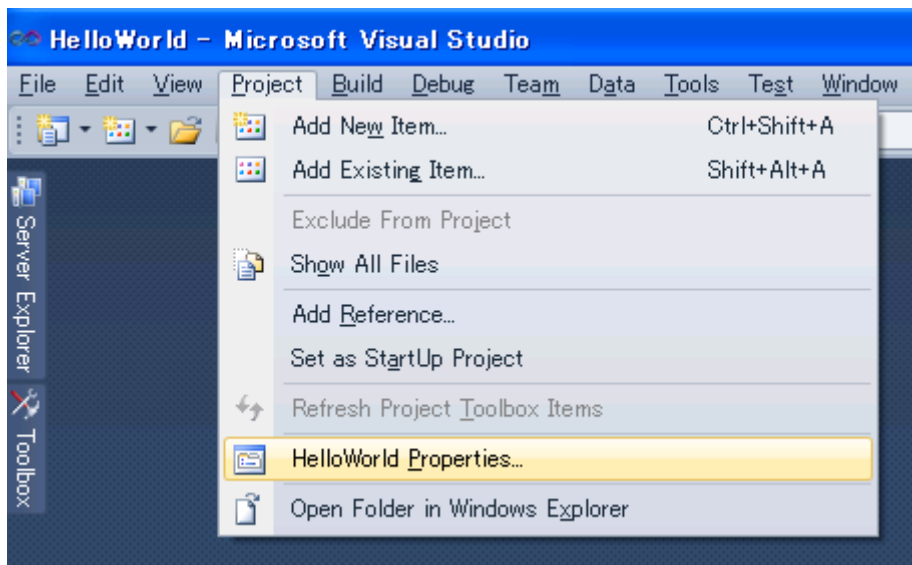 HelloWorld - Microsoft Visual Studio
File Edit View Project Build Debug Team Data Tools Test Window
Add New Item... Ctrl+Shift+A
Add Existing Item... Shift+Alt+A
Exclude From Project
Show All Files
Add Reference...
Set as StartUp Project
Refresh Project Toolbox Items
HelloWorld Properties...
Open Folder in Windows Explorer
Server Explorer
Toolbox